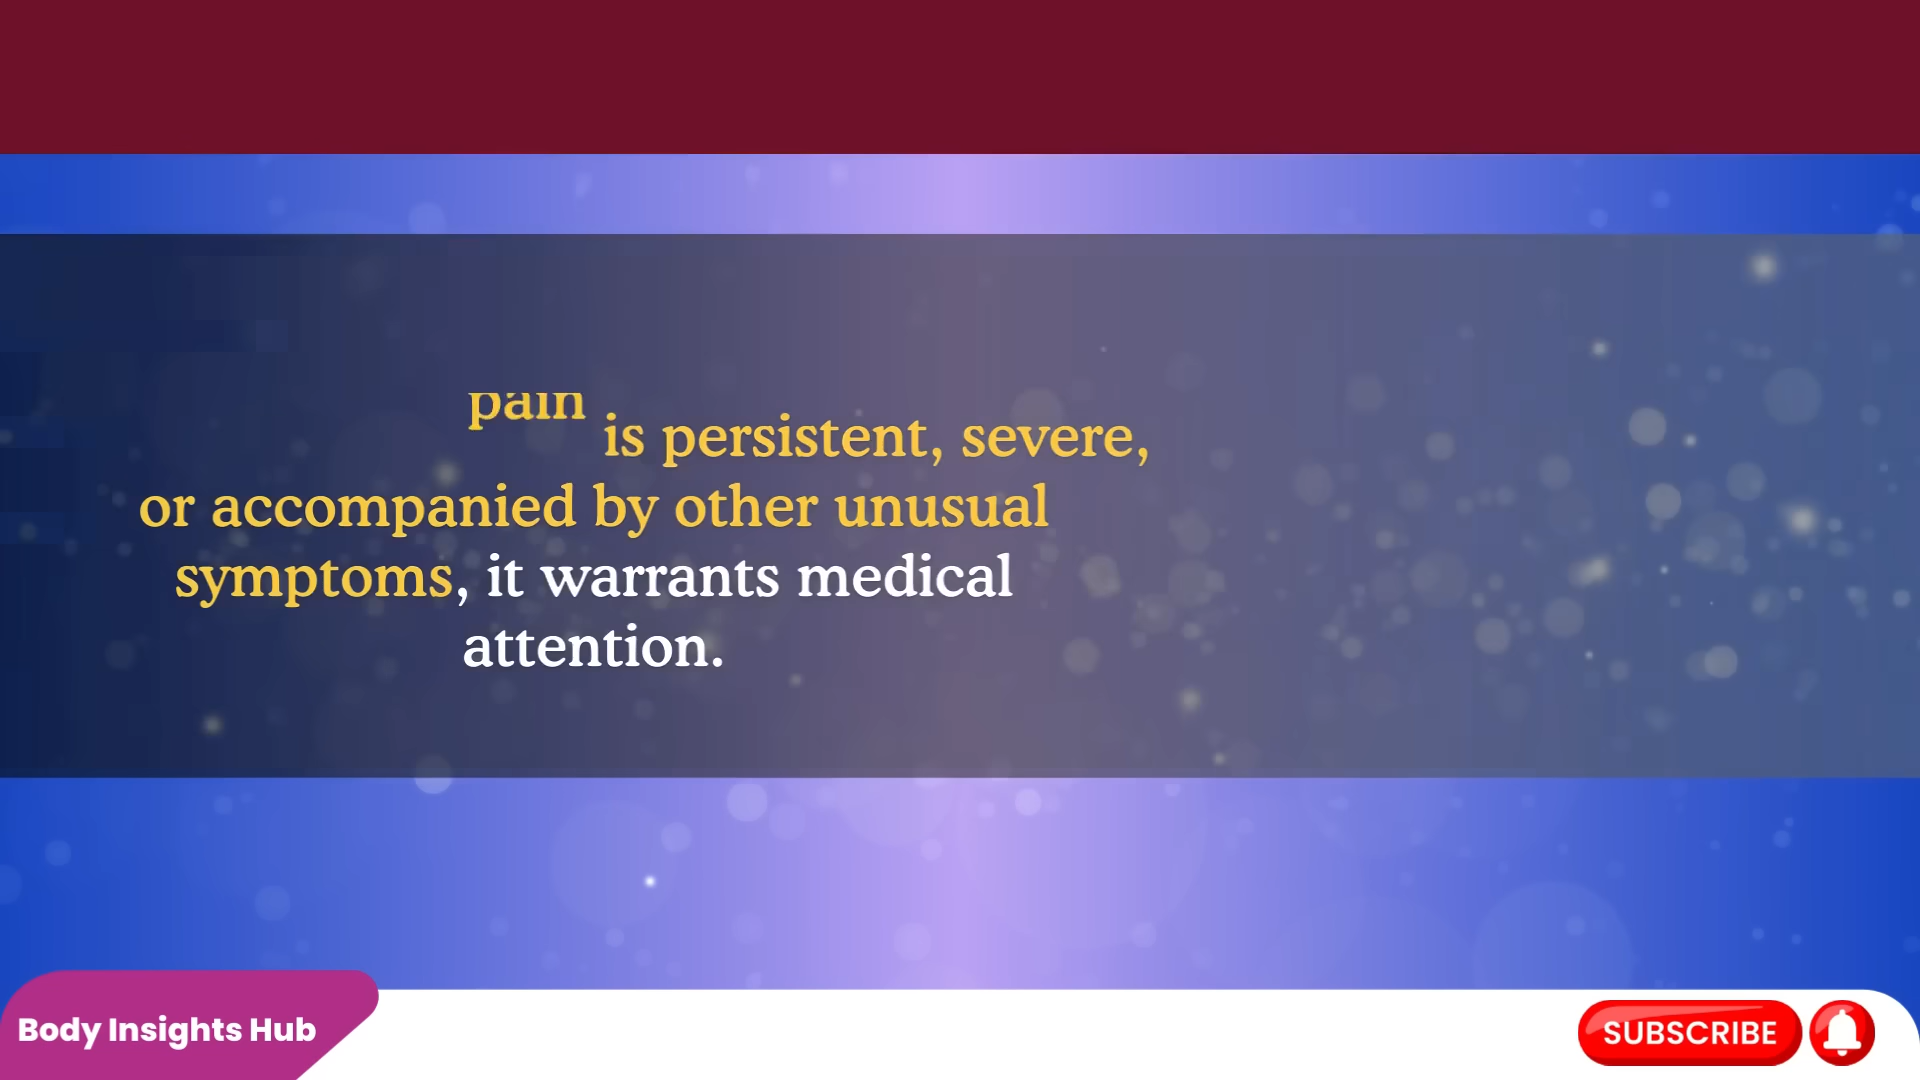 pain is persistent, severe,
or accompanied by other unusual
symptoms, it warrants medical
attention.
Body Insights Hub
SUBSCRIBE